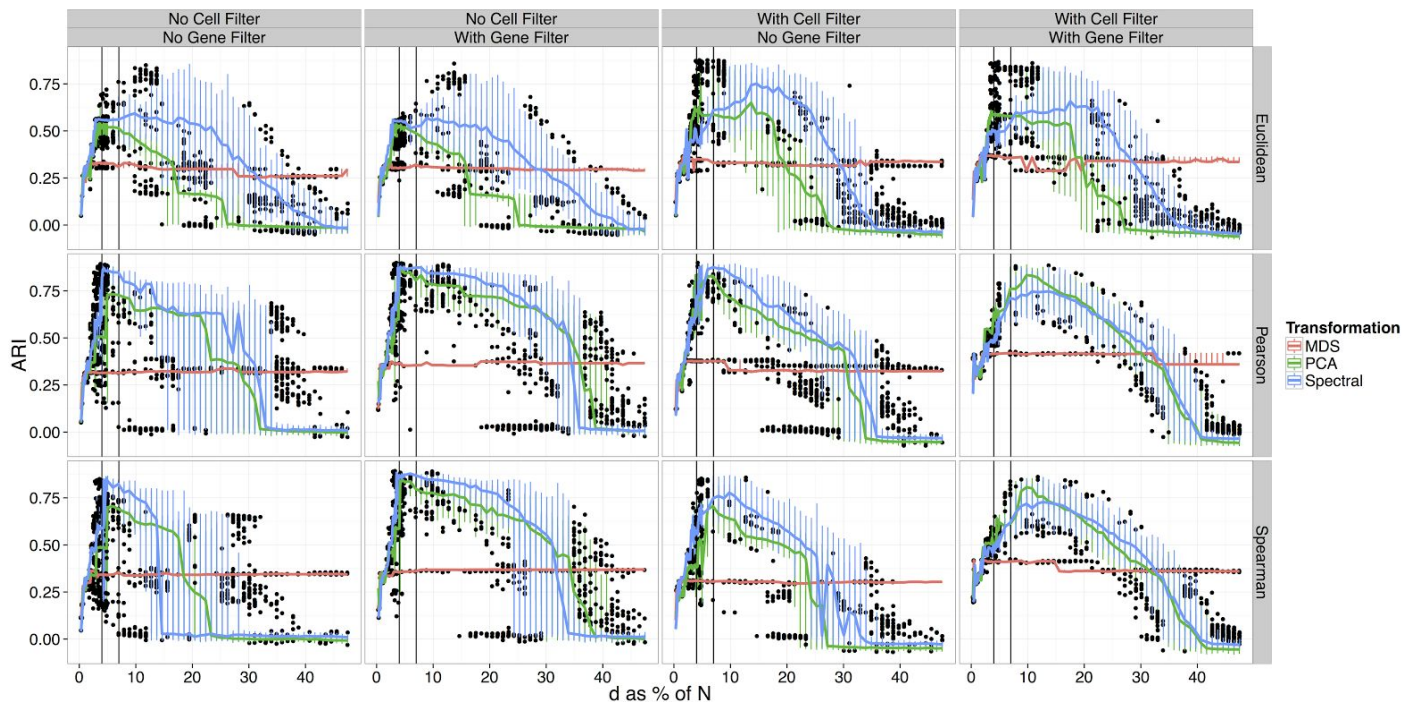 No Cell Filter No Cell Filter With Cell Filter With Cell Filter
No Gene Filter With Gene Filter No Gene Filter With Gene Filter
0.75
0.50
0.25
0.00
Euclidean
0.75
0.50
0.25
0.00
Pearson
0.75
0.50
0.25
0.00
Spearman
ARI
0 10 20 30 40 0 10 20 30 40 0 10 20 30 40 0 10 20 30 40
d as % of N
Transformation
MDS
PCA
Spectral